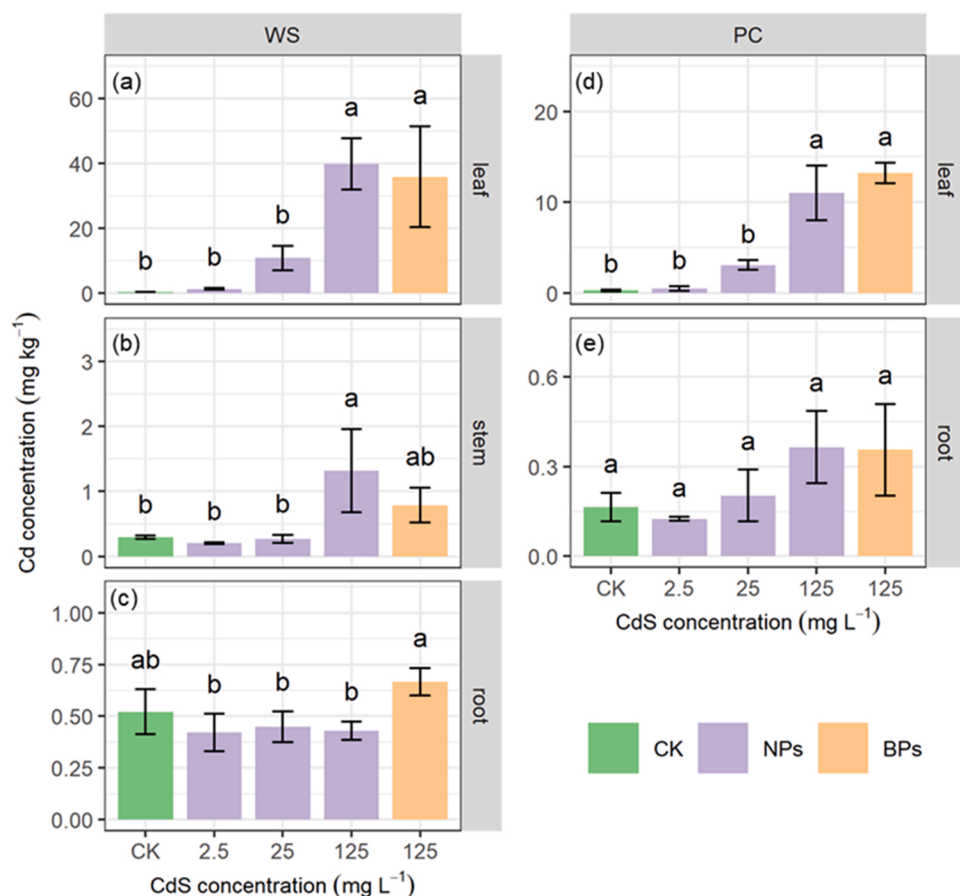 WS
PC
Cd concentration (mg kg⁻¹)
(a)
60
40
20
0
b
b
b
a
a
leaf
(b)
3
2
1
0
b
b
b
a
ab
stem
(c)
1.00
0.75
0.50
0.25
0.00
ab
b
b
b
a
root
CK 2.5 25 125 125
CdS concentration (mg L⁻¹)
(d)
20
10
0
b
b
b
a
a
leaf
(e)
0.6
0.3
0.0
a
a
a
a
a
root
CK 2.5 25 125 125
CdS concentration (mg L⁻¹)
CK NPs BPs